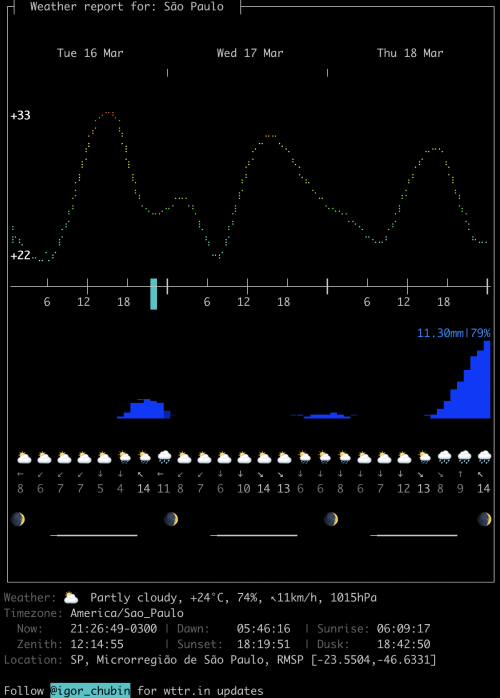 Weather report for: São Paulo
Tue 16 Mar Wed 17 Mar Thu 18 Mar
+33
+22
6 12 18 6 12 18 6 12 18
11.30mm|79%
← ↙ ↙ ↙ ↓ ↙ ↖ ← ↙ ↙ ↓ ↓ ↘ ↘ ↓ ↓ ↓ ↓ ↓ ↓ ↘ ↘ ↑ ↖
8 6 7 7 5 4 14 11 8 7 6 10 14 13 6 6 8 6 7 12 13 8 9 14
Weather: Partly cloudy, +24°C, 74%, ↖11km/h, 1015hPa
Timezone: America/Sao_Paulo
Now: 21:26:49-0300 | Dawn: 05:46:16 | Sunrise: 06:09:17
Zenith: 12:14:55 | Sunset: 18:19:51 | Dusk: 18:42:50
Location: SP, Microrregião de São Paulo, RMSP [-23.5504,-46.6331]
Follow @igor_chubin for wttr.in updates